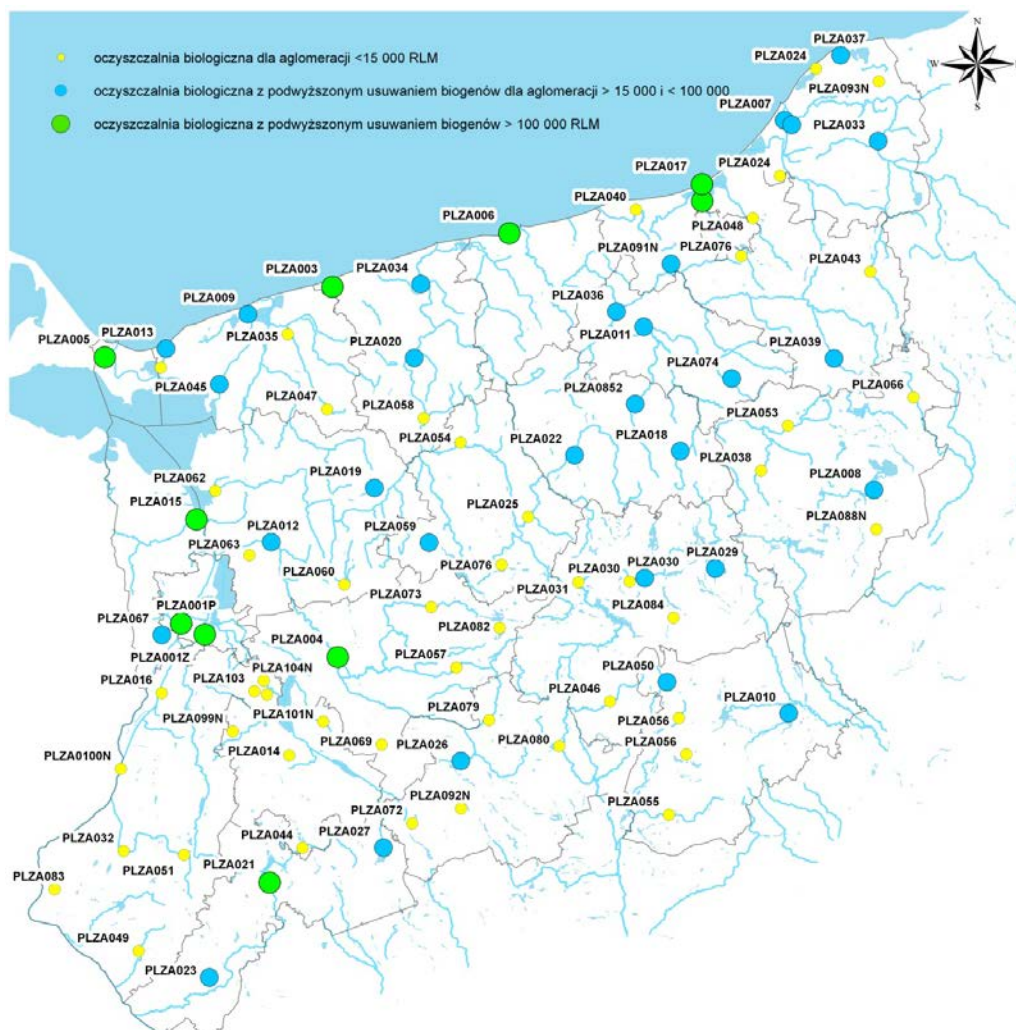 N
W
S
oczyszczalnia biologiczna dla aglomeracji <15 000 RLM
oczyszczalnia biologiczna z podwyższonym usuwaniem biogenów dla aglomeracji > 15 000 i < 100 000
oczyszczalnia biologiczna z podwyższonym usuwaniem biogenów > 100 000 RLM
PLZA037
PLZA024
PLZA093N
PLZA007
PLZA033
PLZA017
PLZA024
PLZA040
PLZA006
PLZA048
PLZA091N
PLZA076
PLZA043
PLZA003
PLZA034
PLZA036
PLZA009
PLZA011
PLZA013
PLZA005
PLZA035
PLZA020
PLZA074
PLZA039
PLZA045
PLZA0852
PLZA066
PLZA047
PLZA058
PLZA053
PLZA054
PLZA022
PLZA018
PLZA038
PLZA019
PLZA062
PLZA008
PLZA015
PLZA025
PLZA012
PLZA059
PLZA088N
PLZA063
PLZA029
PLZA076
PLZA030
PLZA030
PLZA060
PLZA031
PLZA073
PLZA001P
PLZA084
PLZA067
PLZA082
PLZA004
PLZA001Z
PLZA057
PLZA050
PLZA104N
PLZA016
PLZA103
PLZA046
PLZA010
PLZA101N
PLZA099N
PLZA079
PLZA056
PLZA069
PLZA080
PLZA014
PLZA026
PLZA056
PLZA0100N
PLZA092N
PLZA072
PLZA055
PLZA032
PLZA044
PLZA027
PLZA021
PLZA051
PLZA083
PLZA049
PLZA023